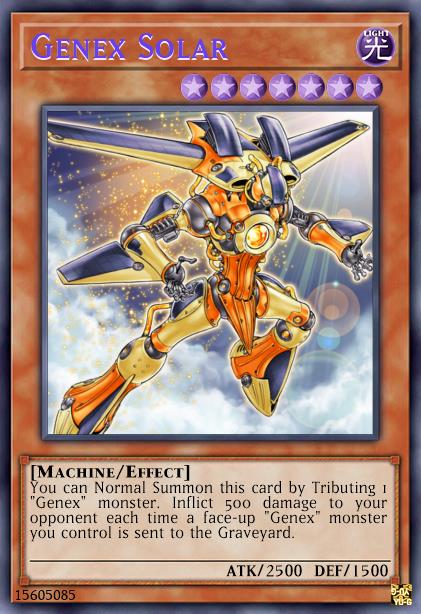 Genex Solar
LIGHT
光
[Machine/Effect]
You can Normal Summon this card by Tributing 1
"Genex" monster. Inflict 500 damage to your
opponent each time a face-up "Genex" monster
you control is sent to the Graveyard.
ATK/2500 DEF/1500
15605085